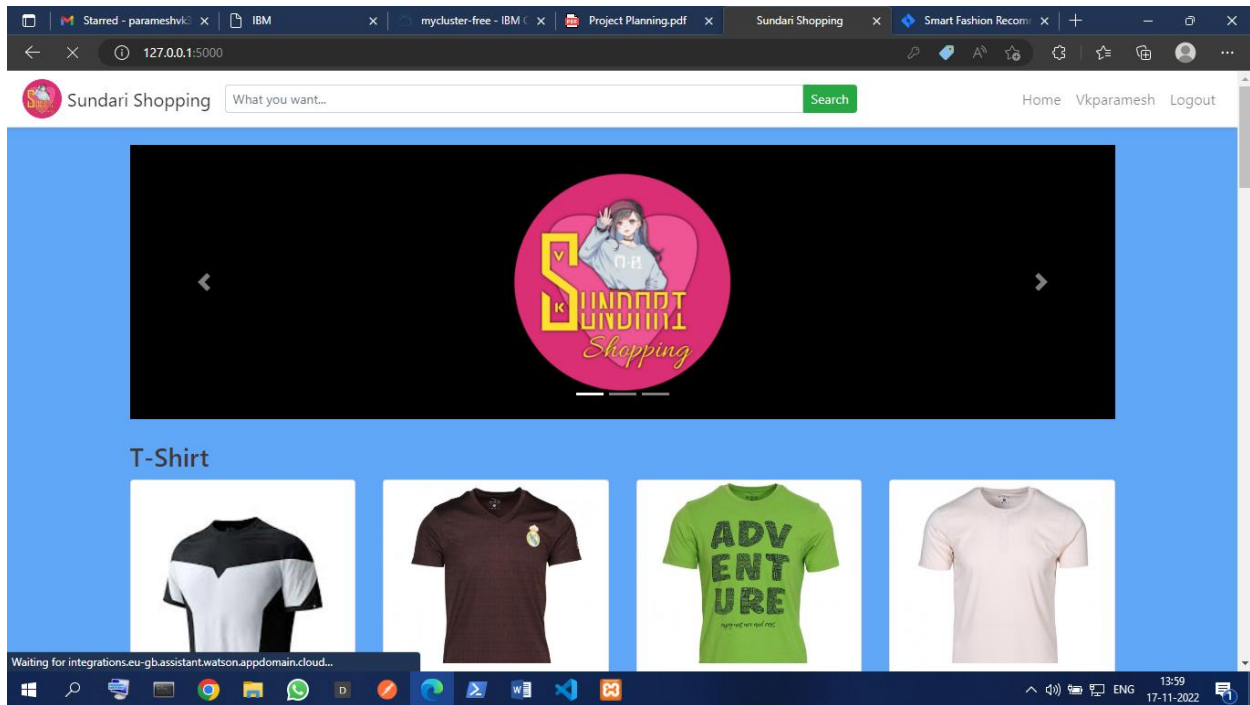 Starred - parameshvk3
IBM
mycluster-free - IBM C
Project Planning.pdf
Sundari Shopping
Smart Fashion Recom
127.0.0.1:5000
Sundari Shopping
What you want...
Search
Home Vkparamesh Logout
V
K
SUNDARI
Shopping
T-Shirt
ADV
ENT
URE
Waiting for integrations.eu-gb.assistant.watson.appdomain.cloud...
ENG
13:59
17-11-2022